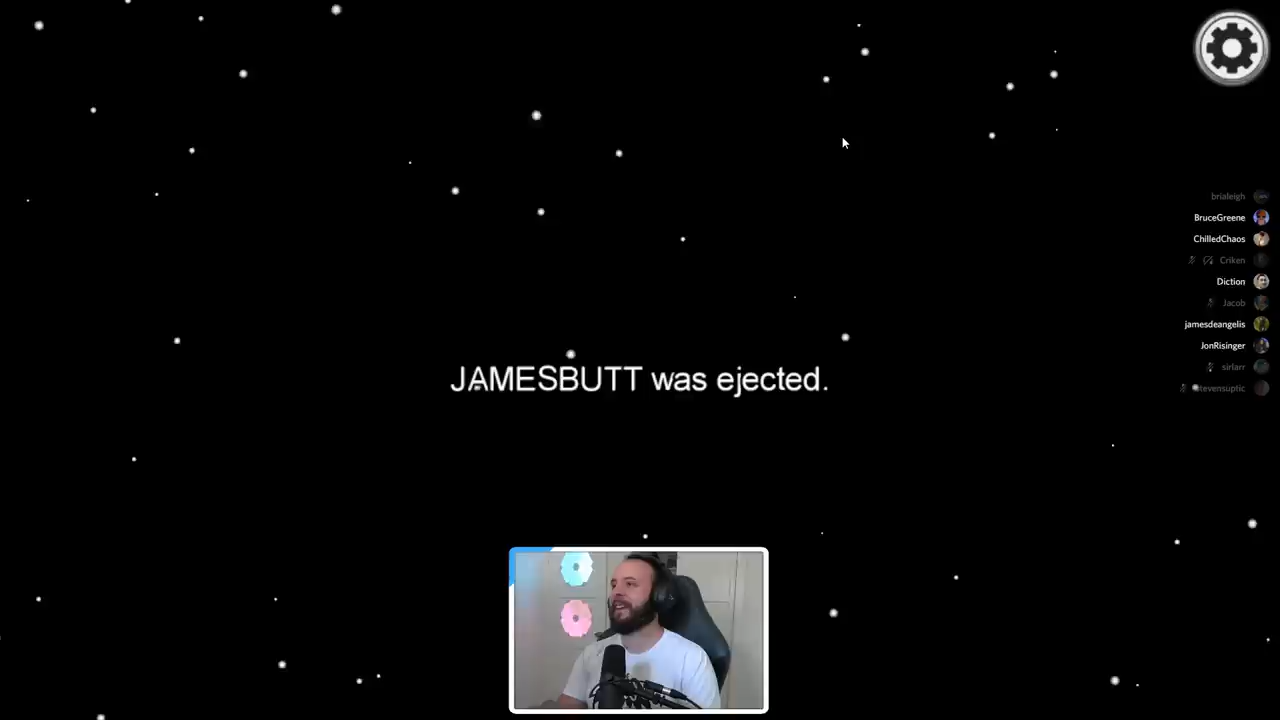 brialeigh
BruceGreene
ChilledChaos
Criken
Diction
Jacob
jamesdeangelis
JonRisinger
JAMESBUTT was ejected.
sirlarr
stevensuptic